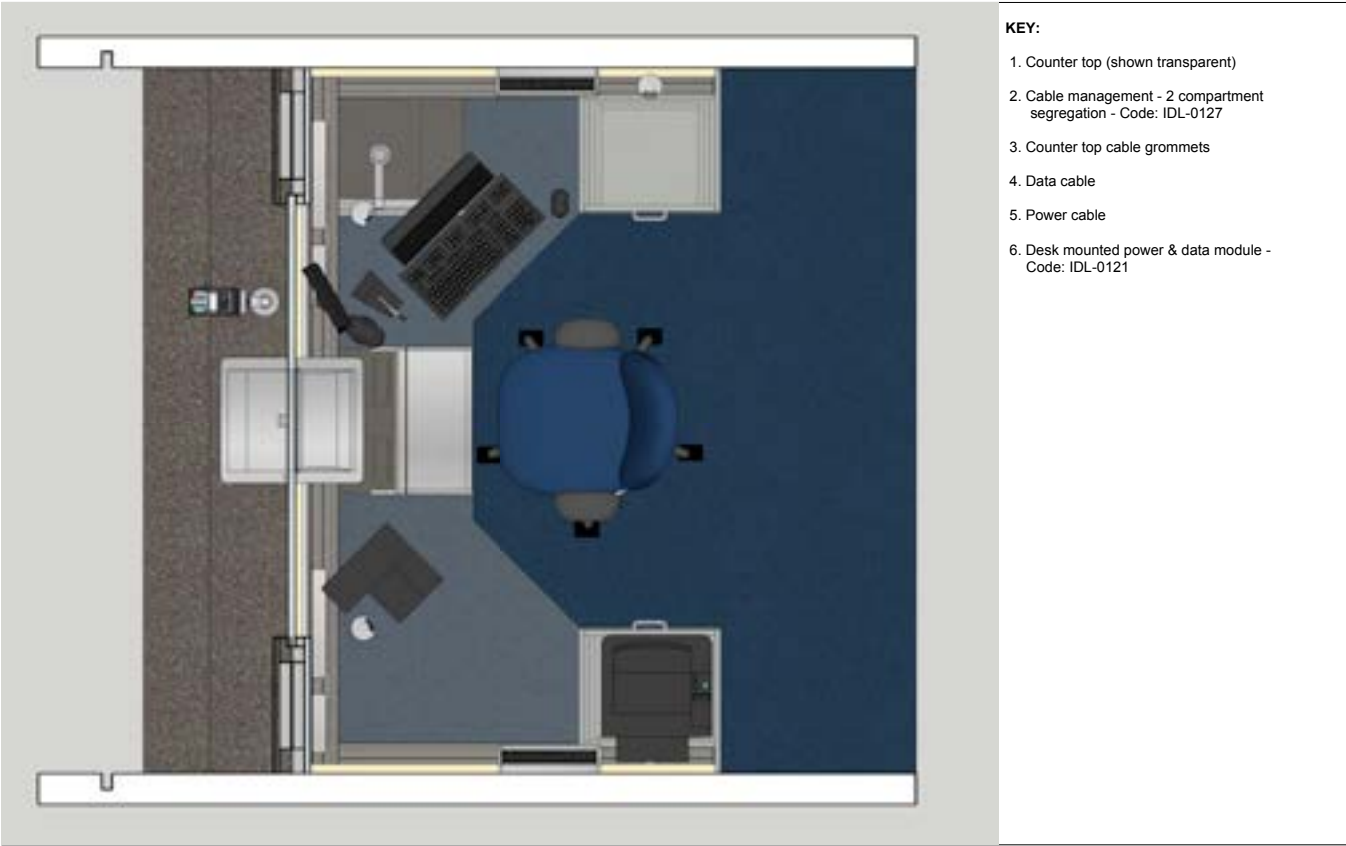 KEY:
1. Counter top (shown transparent)
2. Cable management - 2 compartment
segregation - Code: IDL-0127
3. Counter top cable grommets
4. Data cable
5. Power cable
6. Desk mounted power & data module -
Code: IDL-0121